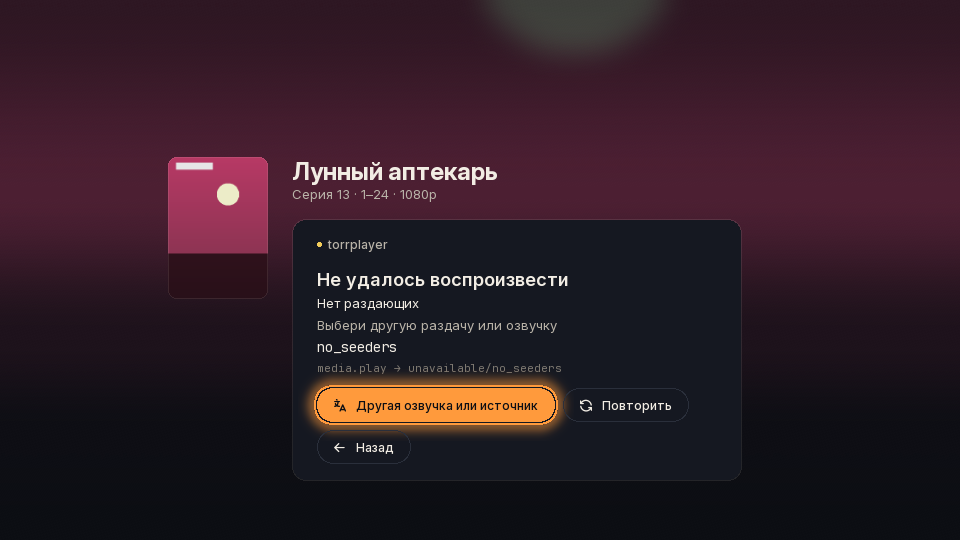 Лунный аптекарь
Серия 13 · 1–24 · 1080p
torrplayer
Не удалось воспроизвести
Нет раздающих
Выбери другую раздачу или озвучку
no_seeders
media.play → unavailable/no_seeders
Другая озвучка или источник
Повторить
Назад